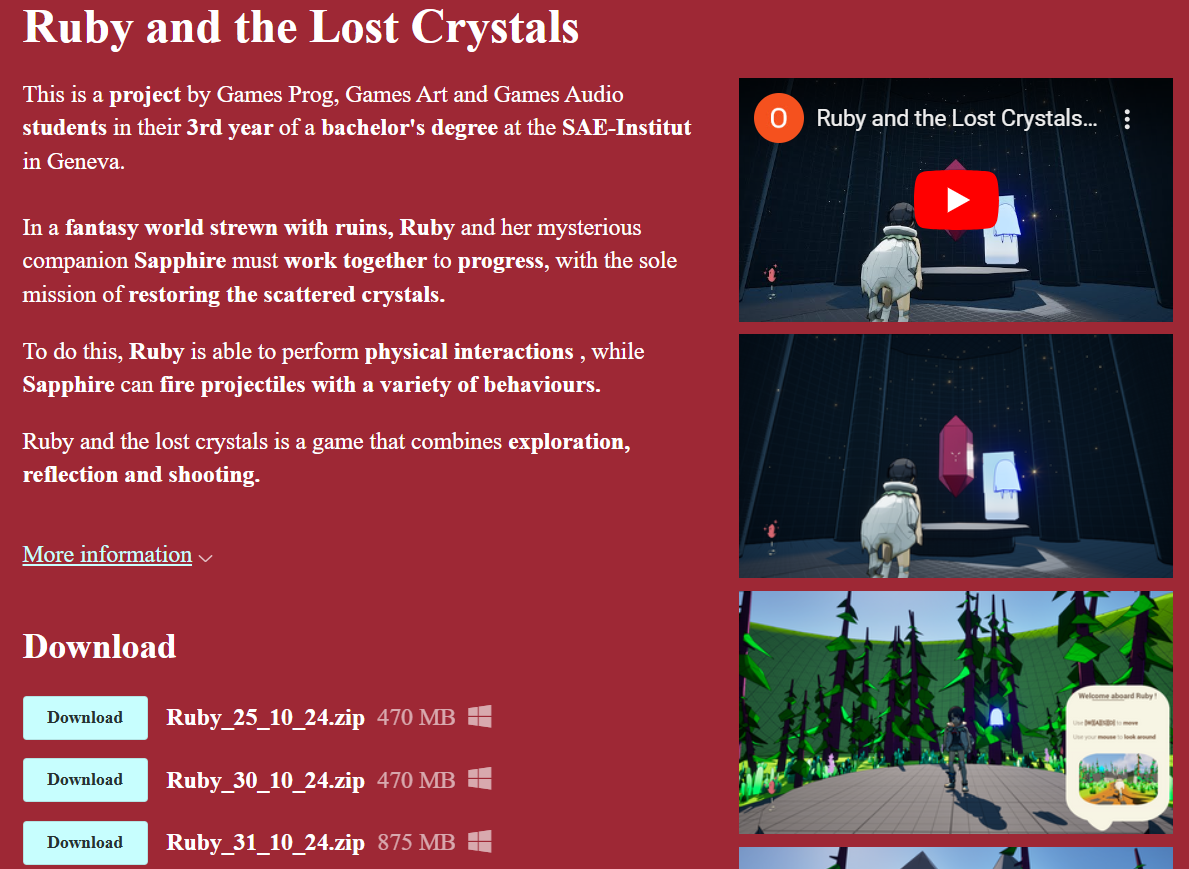 Ruby and the Lost Crystals
This is a project by Games Prog, Games Art and Games Audio
students in their 3rd year of a bachelor's degree at the SAE-Institut
in Geneva.
In a fantasy world strewn with ruins, Ruby and her mysterious
companion Sapphire must work together to progress, with the sole
mission of restoring the scattered crystals.
To do this, Ruby is able to perform physical interactions , while
Sapphire can fire projectiles with a variety of behaviours.
Ruby and the lost crystals is a game that combines exploration,
reflection and shooting.
More information
Download
Download Ruby_25_10_24.zip 470 MB
Download Ruby_30_10_24.zip 470 MB
Download Ruby_31_10_24.zip 875 MB
O Ruby and the Lost Crystals...
Welcome aboard Ruby !
Use [W][A][S][D] to move
Use your mouse to look around